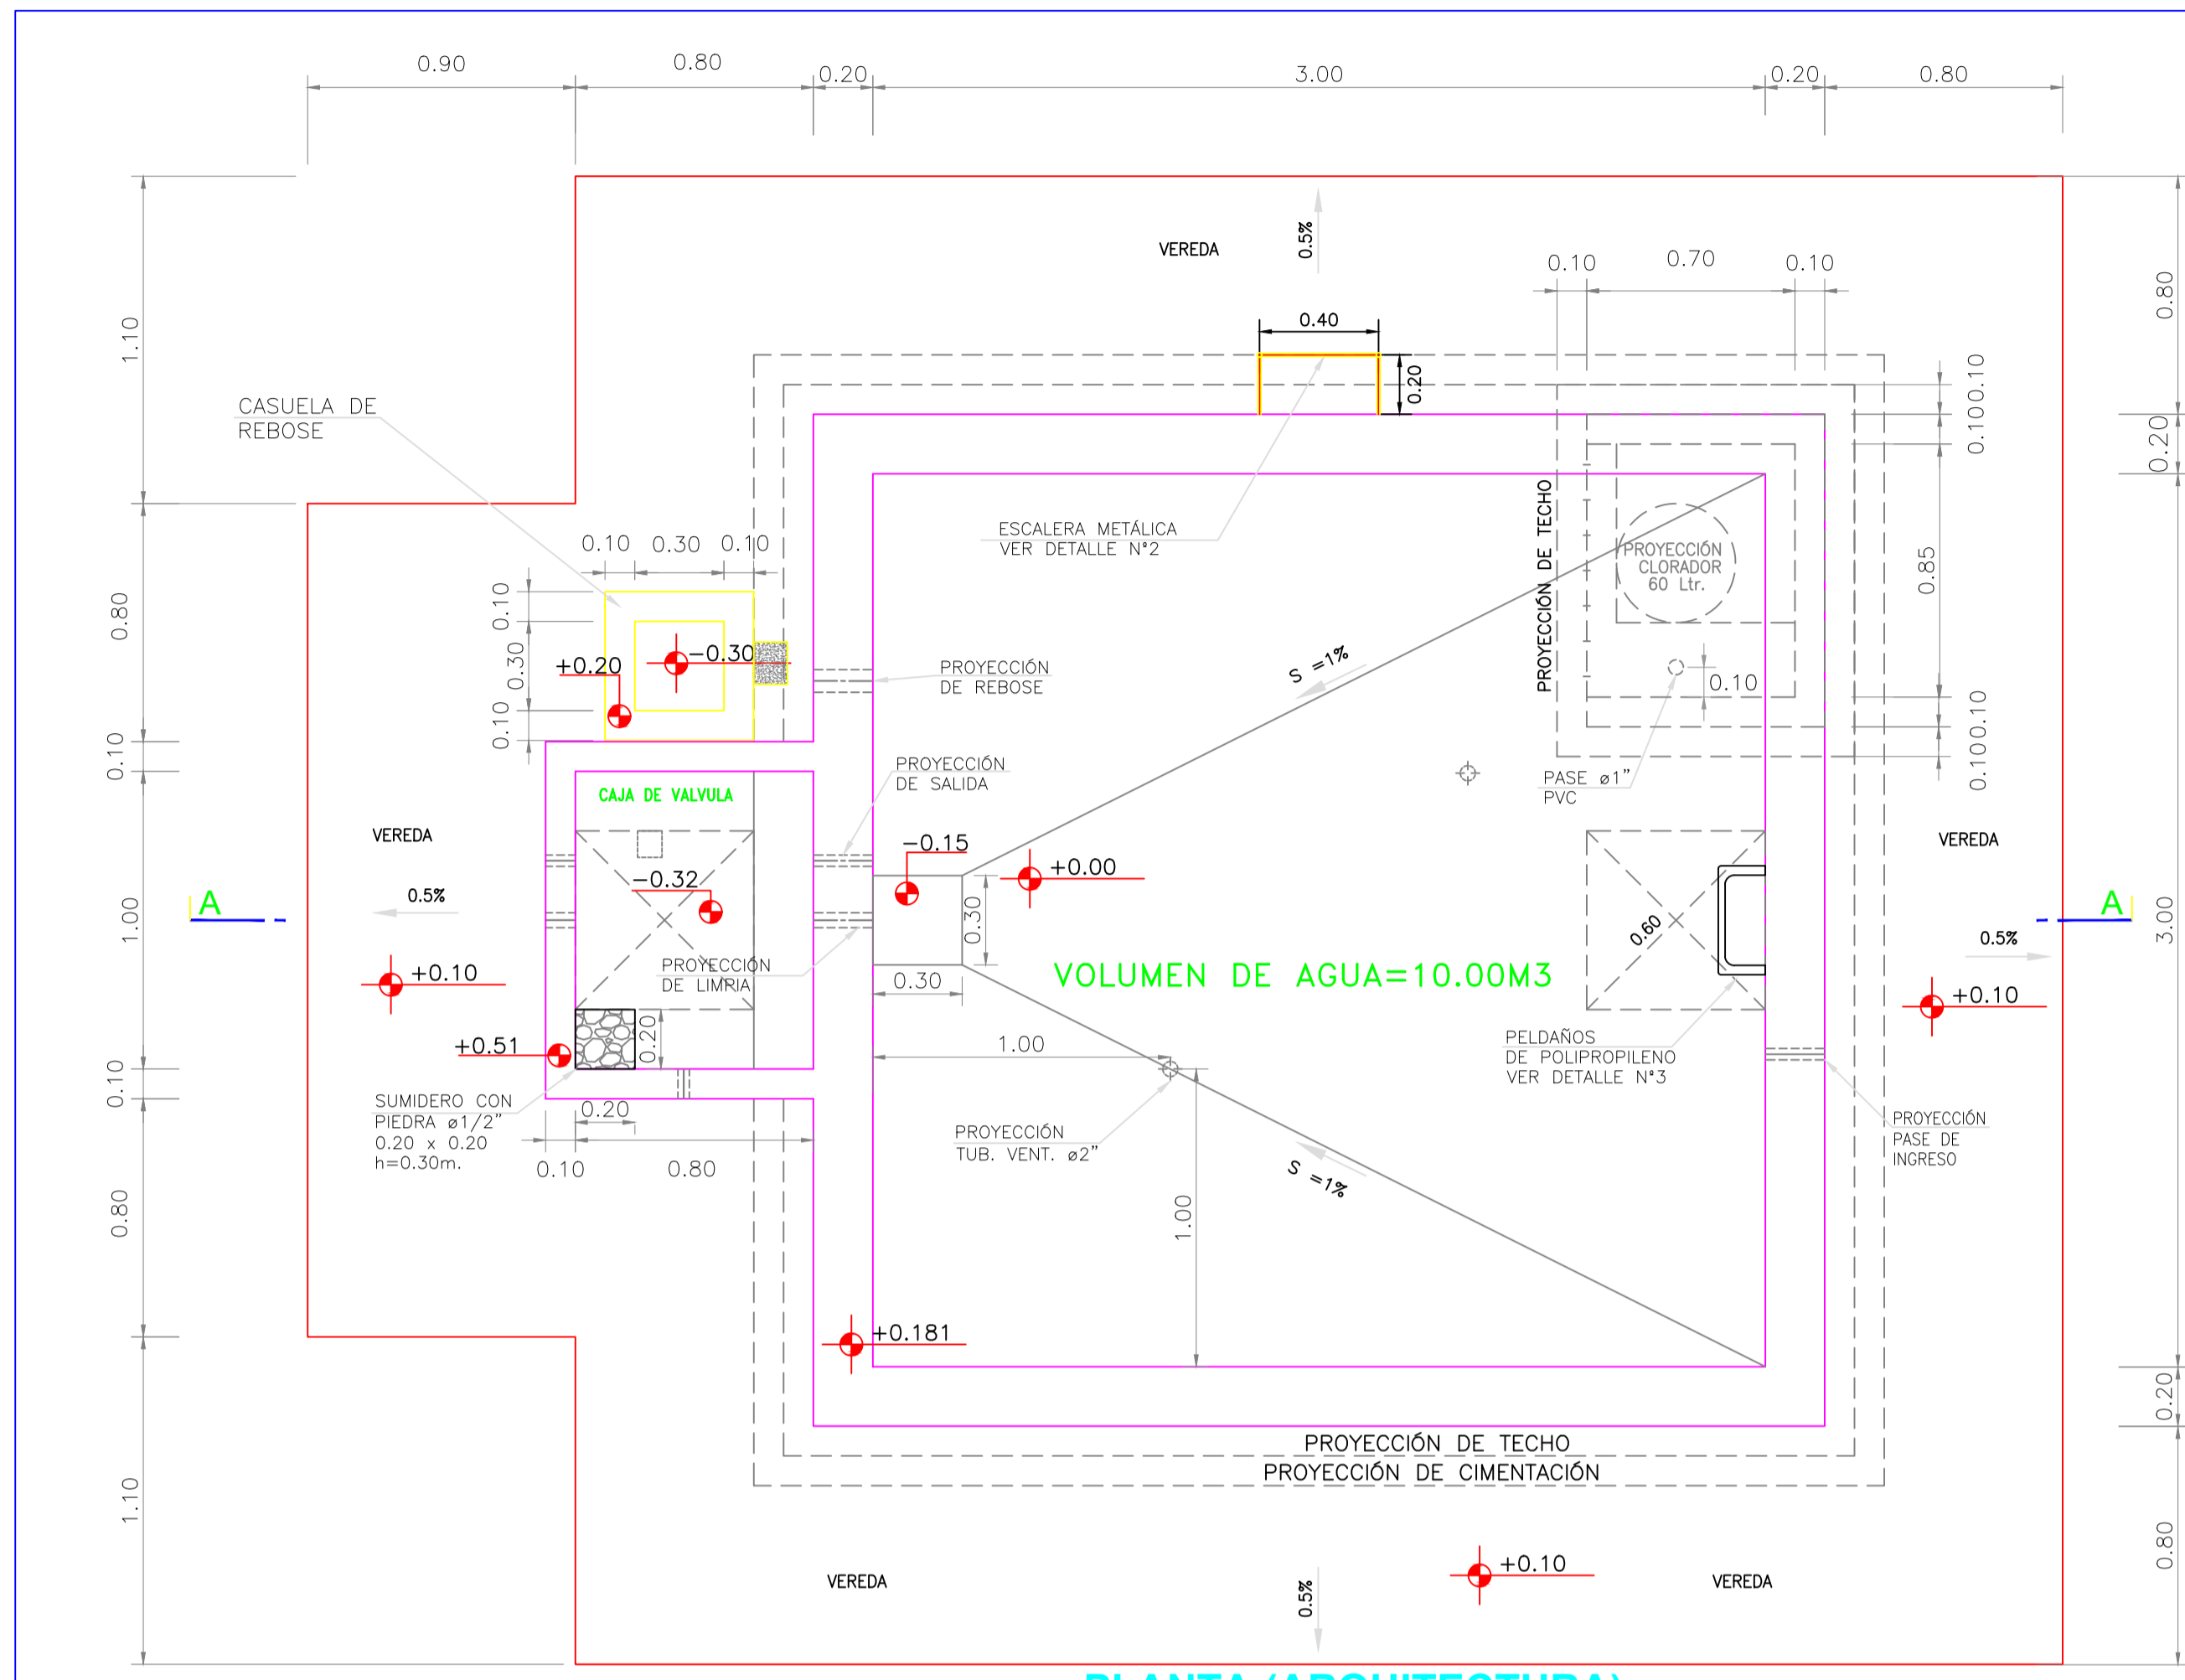 0.90
0.80
0.20
3.00
0.20
0.80
VEREDA
0.5%
0.10
0.70
0.10
0.80
1.10
0.40
0.20
0.10
0.10
0.20
CASUELA DE
REBOSE
ESCALERA METÁLICA
VER DETALLE N°2
PROYECCIÓN DE TECHO
PROYECCIÓN
CLORADOR
60 Ltr.
0.85
0.10
0.30
0.10
0.80
0.10
0.30
0.10
+0.20
-0.30
PROYECCIÓN
DE REBOSE
S =1%
0.10
0.10
0.10
0.10
PROYECCIÓN
DE SALIDA
PASE ø1"
PVC
CAJA DE VALVULA
VEREDA
VEREDA
-0.15
+0.00
-0.32
0.5%
A
A
1.00
0.30
0.60
3.00
0.5%
PROYECCIÓN
DE LIMPIA
0.30
VOLUMEN DE AGUA=10.00M3
+0.10
+0.10
+0.51
0.20
1.00
PELDAÑOS
DE POLIPROPILENO
VER DETALLE N°3
0.10
SUMIDERO CON
PIEDRA ø1/2"
0.20 x 0.20
h=0.30m.
0.20
0.10
0.80
PROYECCIÓN
TUB. VENT. ø2"
PROYECCIÓN
PASE DE
INGRESO
S =1%
0.80
1.00
+0.181
0.20
PROYECCIÓN DE TECHO
PROYECCIÓN DE CIMENTACIÓN
1.10
0.80
+0.10
VEREDA
0.5%
VEREDA
PLANTA (ARQUITECTURA)